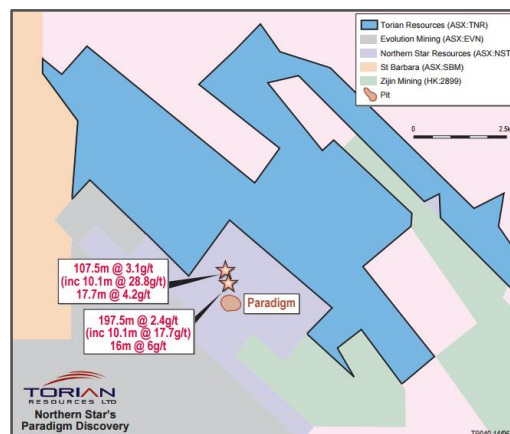 Torian Resources (ASX:TNR)
Evolution Mining (ASX:EVN)
Northern Star Resources (ASX:NST)
St Barbara (ASX:SBM)
Zijin Mining (HK:2899)
Pit
0
107.5m @ 3.1g/t
(inc 10.1m @ 28.8g/t)
17.7m @ 4.2g/t
Paradigm
197.5m @ 2.4g/t
(inc 10.1m @ 17.7g/t)
16m @ 6g/t
TORIAN
RESOURCES LTD
Northern Star's
Paradigm Discovery